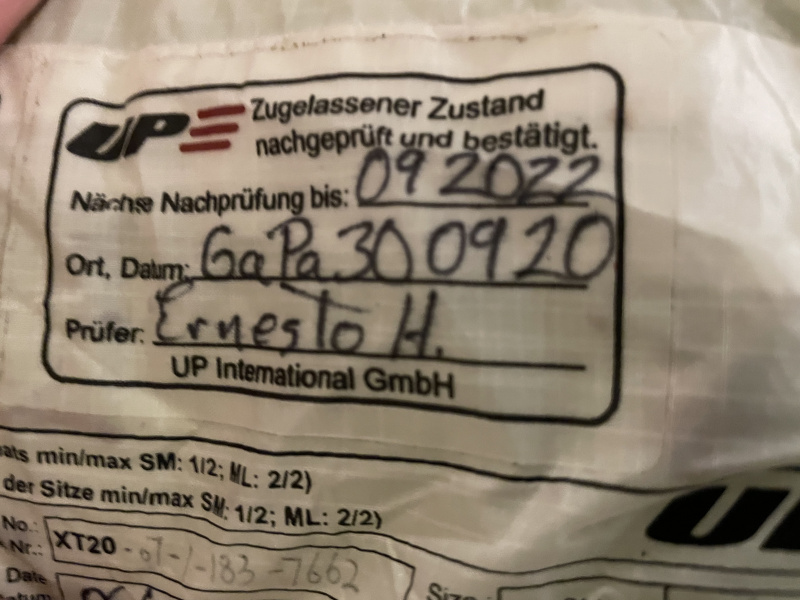 UP Zugelassener Zustand
nachgeprüft und bestätigt.
Nächse Nachprüfung bis: 09 2022
Ort, Datum: GaPa 30 09 20
Prüfer: Ernesto H.
UP International GmbH
min/max SM: 1/2; ML: 2/2)
der Sitze min/max SM: 1/2; ML: 2/2)
No.:
Nr.: XT20 - 07-1-183-7662
Date